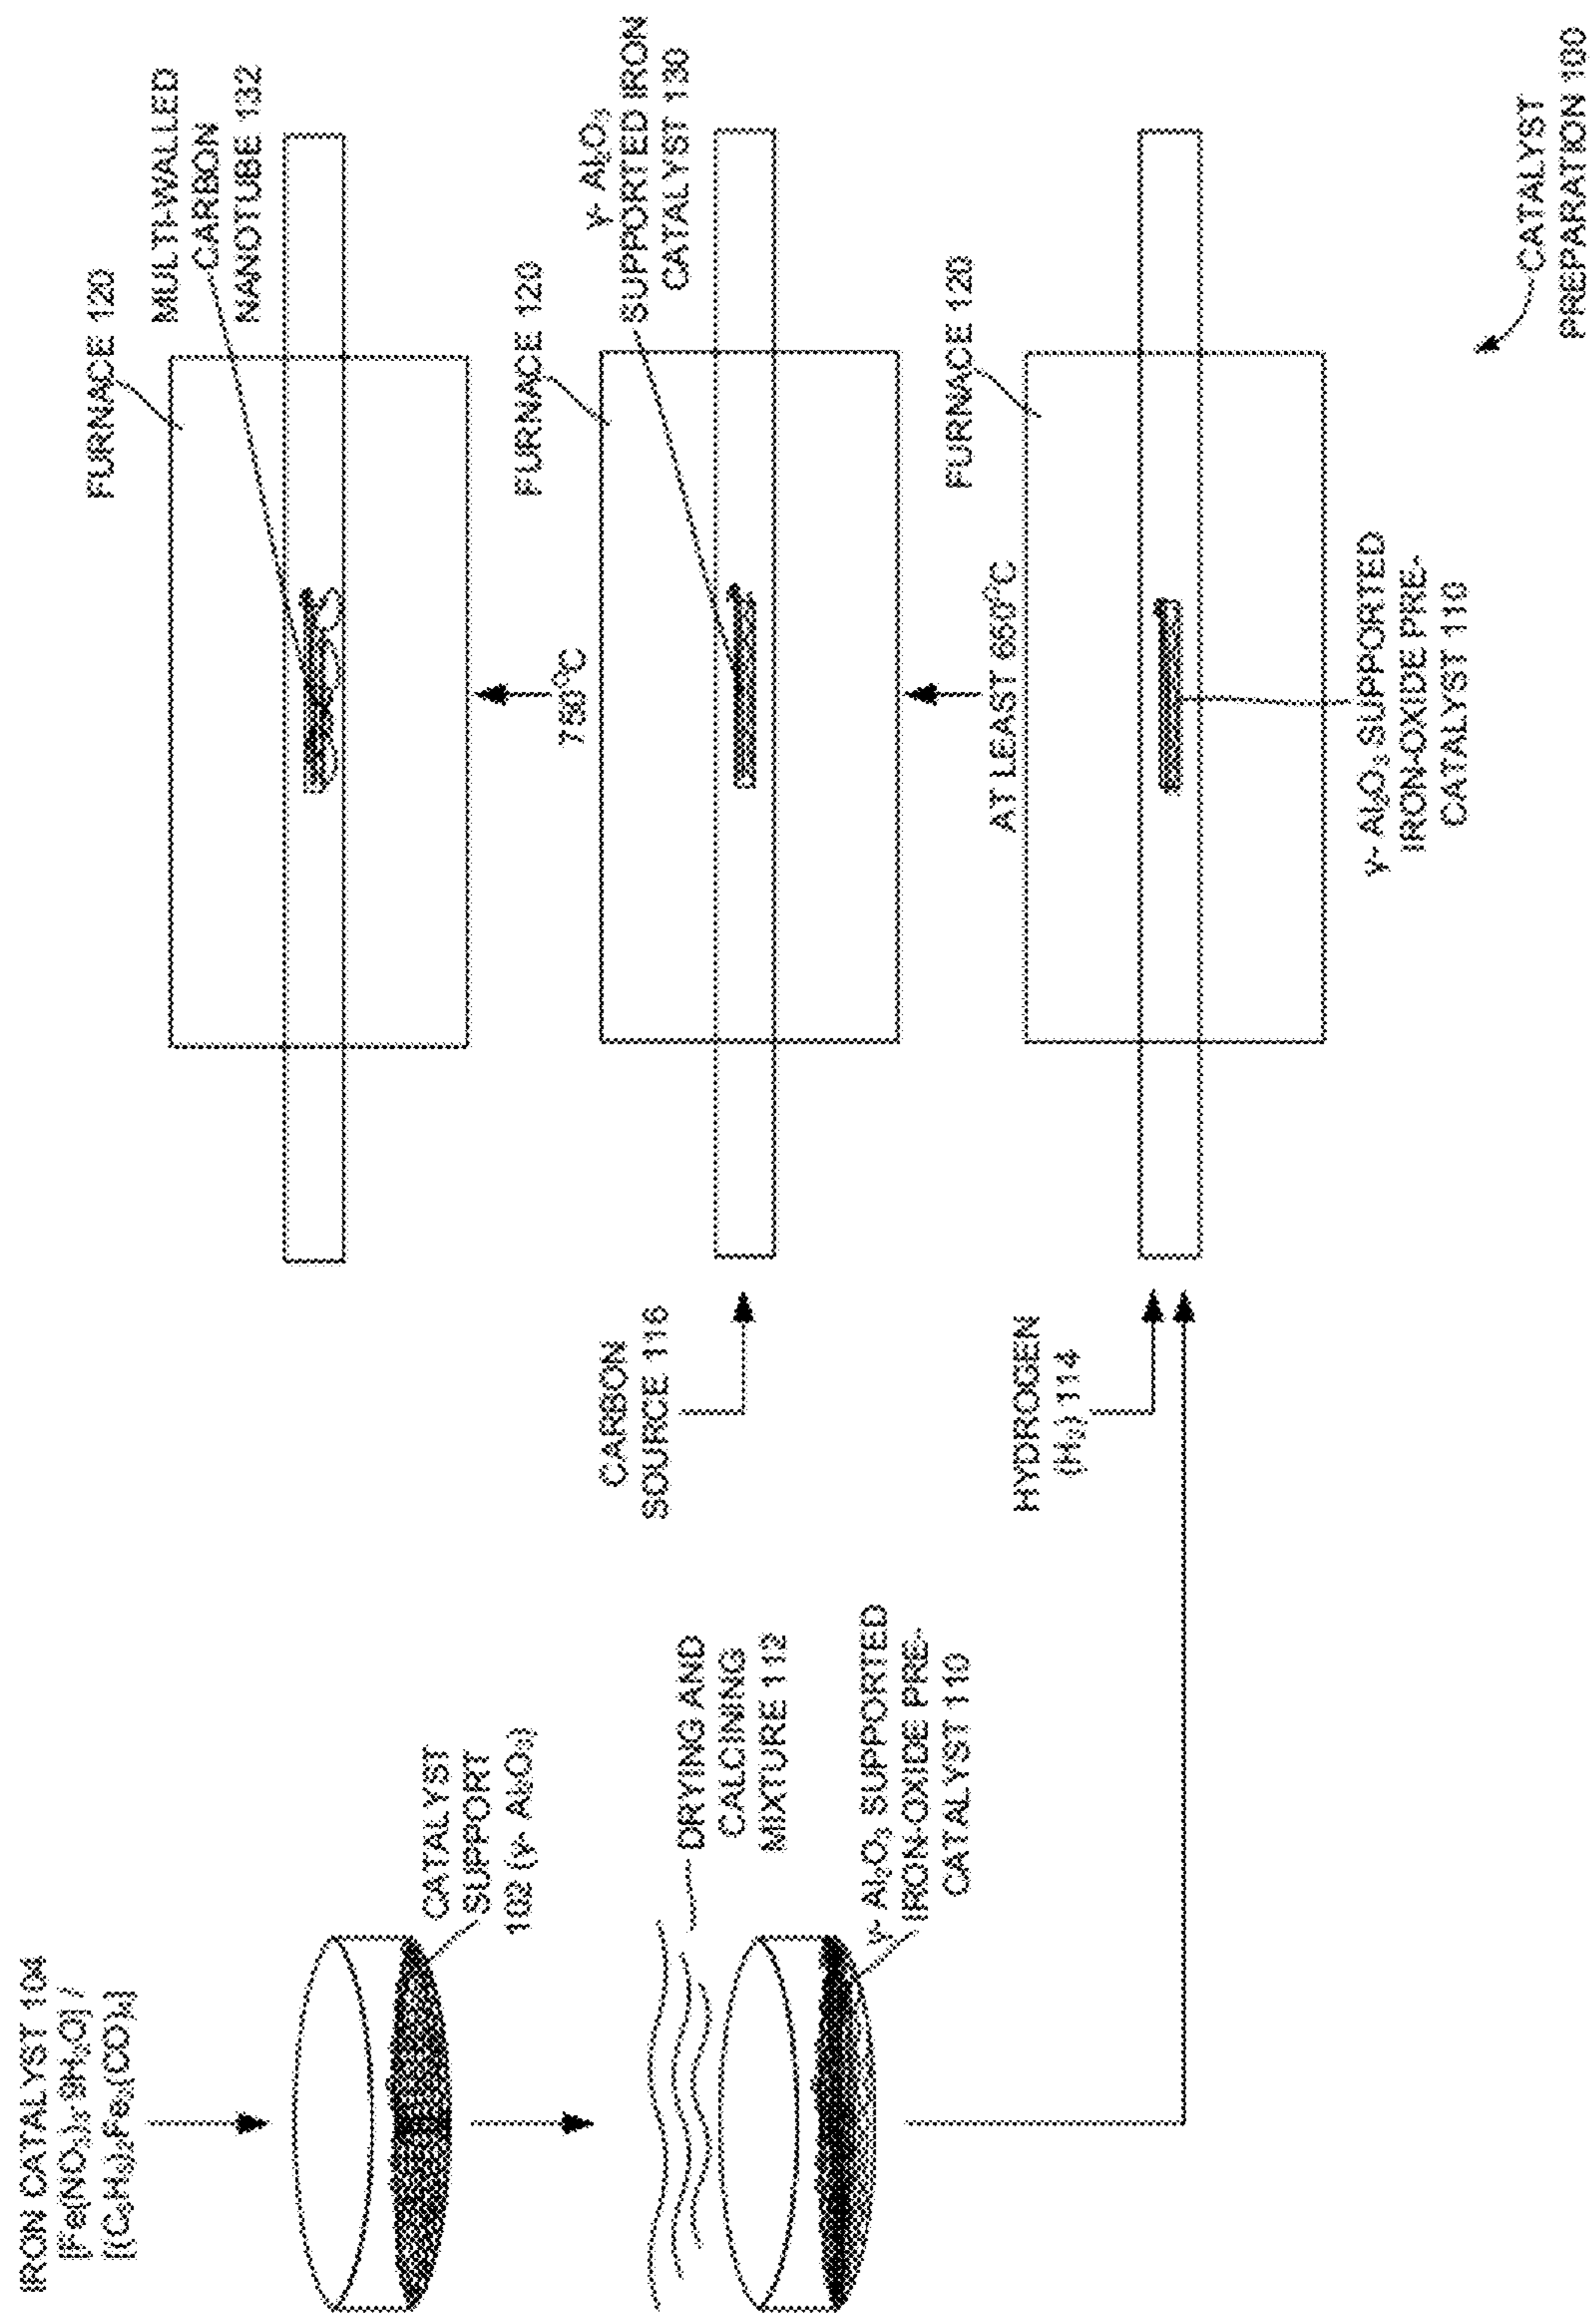 IRON CATALYST 104
[Fe(NO₃)₃·9H₂O] /
[(C₅H₅)₂Fe₂(CO)₄]
CATALYST
SUPPORT
102 (γ- Al₂O₃)
DRYING AND
CALCINING
MIXTURE 112
γ- Al₂O₃ SUPPORTED
IRON-OXIDE PRE-
CATALYST 110
CARBON
SOURCE 116
HYDROGEN
(H₂) 114
FURNACE 120
MULTI-WALLED
CARBON
NANOTUBE 132
750°C
FURNACE 120
γ- Al₂O₃
SUPPORTED IRON
CATALYST 130
AT LEAST 650°C
FURNACE 120
γ- Al₂O₃ SUPPORTED
IRON-OXIDE PRE-
CATALYST 110
CATALYST
PREPARATION 100